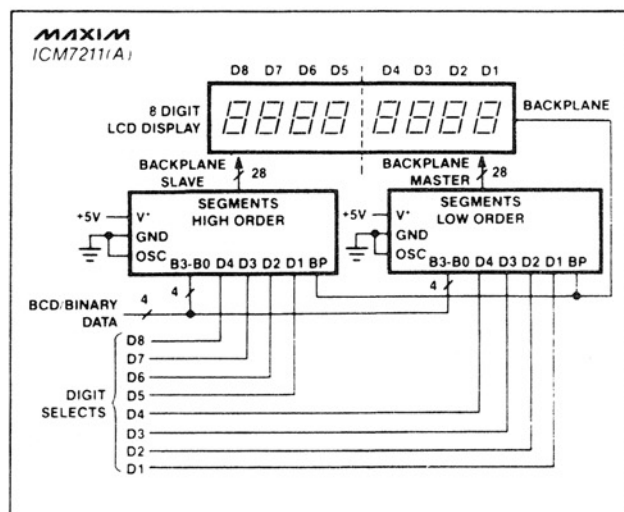 MAXIM
ICM7211(A)
D8 D7 D6 D5 D4 D3 D2 D1
8 DIGIT
LCD DISPLAY
BACKPLANE
BACKPLANE
SLAVE
28
BACKPLANE
MASTER
28
SEGMENTS
HIGH ORDER
+5V
V+
GND
OSC
B3-B0 D4 D3 D2 D1 BP
SEGMENTS
LOW ORDER
+5V
V+
GND
OSC
B3-B0 D4 D3 D2 D1 BP
4
4
BCD/BINARY
DATA
4
DIGIT
SELECTS
D8
D7
D6
D5
D4
D3
D2
D1